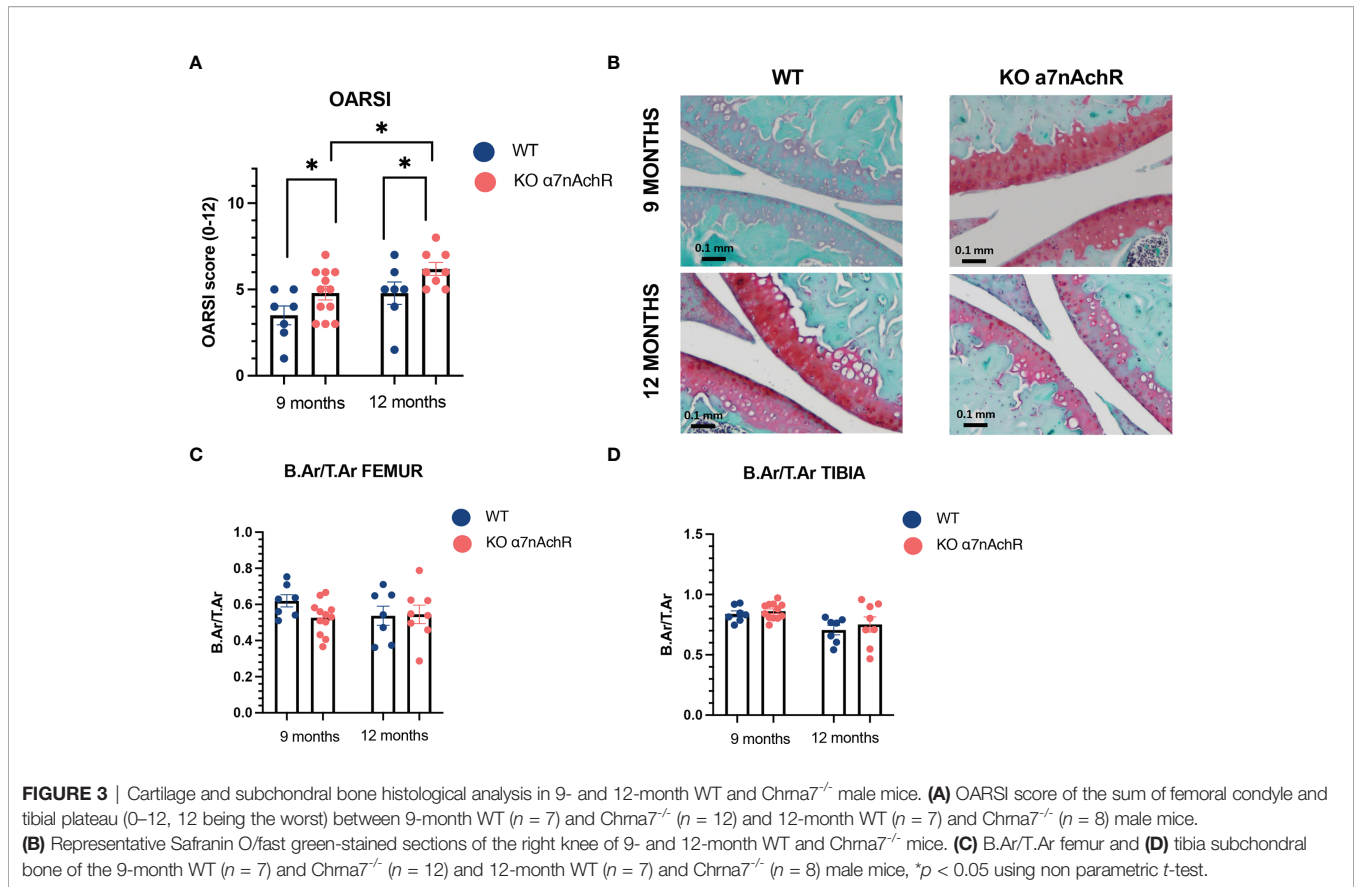 A
OARSI
*
*
*
WT
KO α7nAchR
OARSI score (0-12)
10
5
0
9 months
12 months
B
WT
KO a7nAchR
9 MONTHS
12 MONTHS
0.1 mm
0.1 mm
0.1 mm
0.1 mm
C
B.Ar/T.Ar FEMUR
WT
KO α7nAchR
B.Ar/T.Ar
1.0
0.8
0.6
0.4
0.2
0.0
9 months
12 months
D
B.Ar/T.Ar TIBIA
WT
KO α7nAchR
B.Ar/T.Ar
1.5
1.0
0.5
0.0
9 months
12 months
FIGURE 3 | Cartilage and subchondral bone histological analysis in 9- and 12-month WT and Chrna7-/- male mice. (A) OARSI score of the sum of femoral condyle and
tibial plateau (0–12, 12 being the worst) between 9-month WT (n = 7) and Chrna7-/- (n = 12) and 12-month WT (n = 7) and Chrna7-/- (n = 8) male mice.
(B) Representative Safranin O/fast green-stained sections of the right knee of 9- and 12-month WT and Chrna7-/- mice. (C) B.Ar/T.Ar femur and (D) tibia subchondral
bone of the 9-month WT (n = 7) and Chrna7-/- (n = 12) and 12-month WT (n = 7) and Chrna7-/- (n = 8) male mice, *p < 0.05 using non parametric t-test.